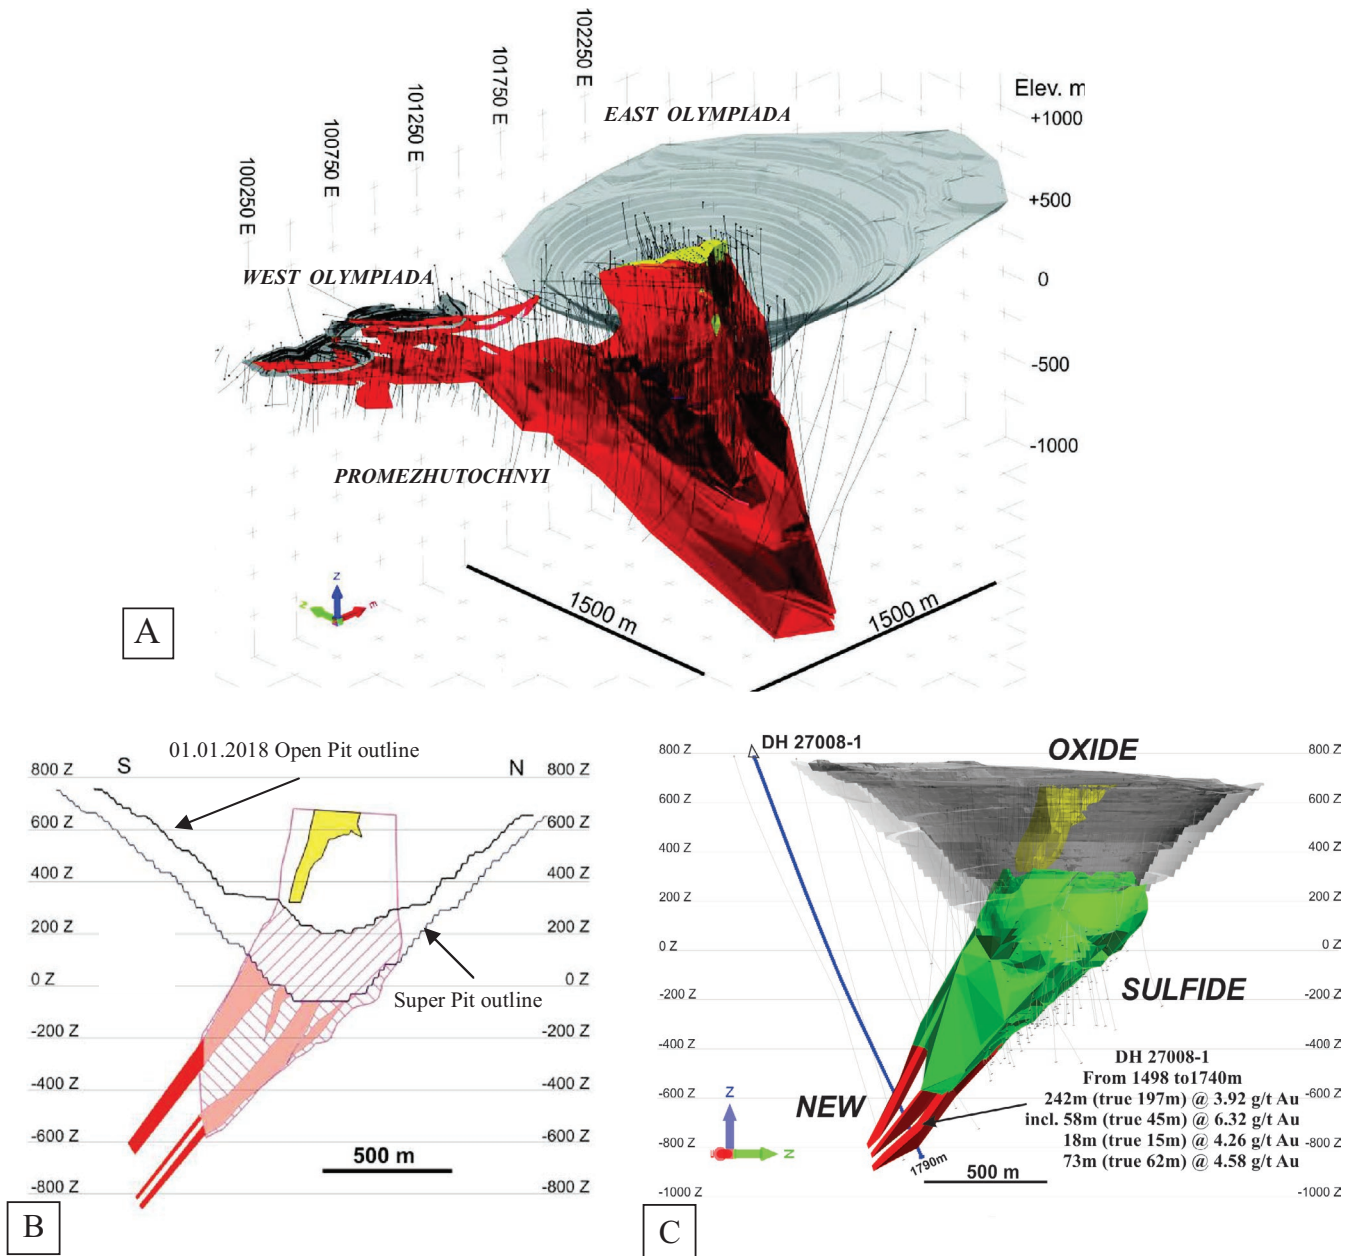 100250 E
100750 E
101250 E
101750 E
102250 E
Elev. m
+1000
+500
0
-500
-1000
EAST OLYMPIADA
WEST OLYMPIADA
PROMEZHUTOCHNYI
1500 m
1500 m
Z
N
E
A
01.01.2018 Open Pit outline
S
N
800 Z
800 Z
600 Z
600 Z
400 Z
400 Z
200 Z
200 Z
0 Z
0 Z
Super Pit outline
-200 Z
-200 Z
-400 Z
-400 Z
-600 Z
-600 Z
-800 Z
-800 Z
500 m
B
DH 27008-1
OXIDE
800 Z
800 Z
600 Z
600 Z
400 Z
400 Z
200 Z
200 Z
0 Z
0 Z
SULFIDE
-200 Z
-200 Z
-400 Z
-400 Z
-600 Z
-600 Z
-800 Z
-800 Z
-1000 Z
-1000 Z
NEW
DH 27008-1
From 1498 to1740m
242m (true 197m) @ 3.92 g/t Au
incl. 58m (true 45m) @ 6.32 g/t Au
18m (true 15m) @ 4.26 g/t Au
73m (true 62m) @ 4.58 g/t Au
1790m
500 m
Z
N
C